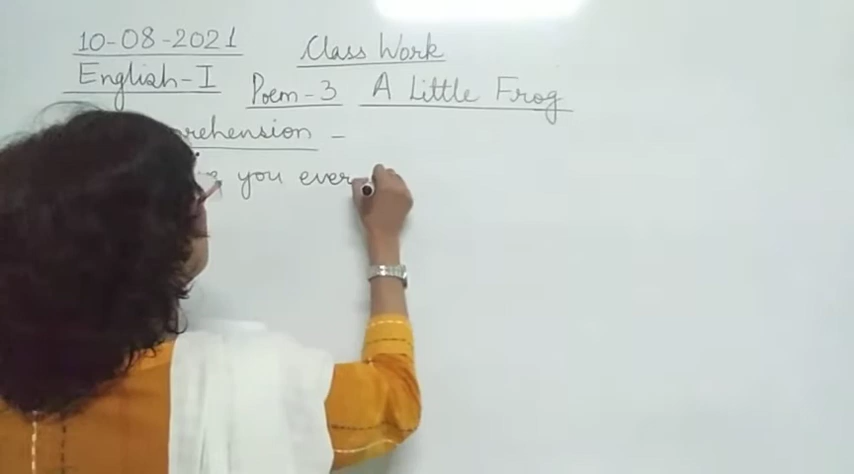 10-08-2021 Class Work
English-I Poem-3 A Little Frog
rehension -
you ever